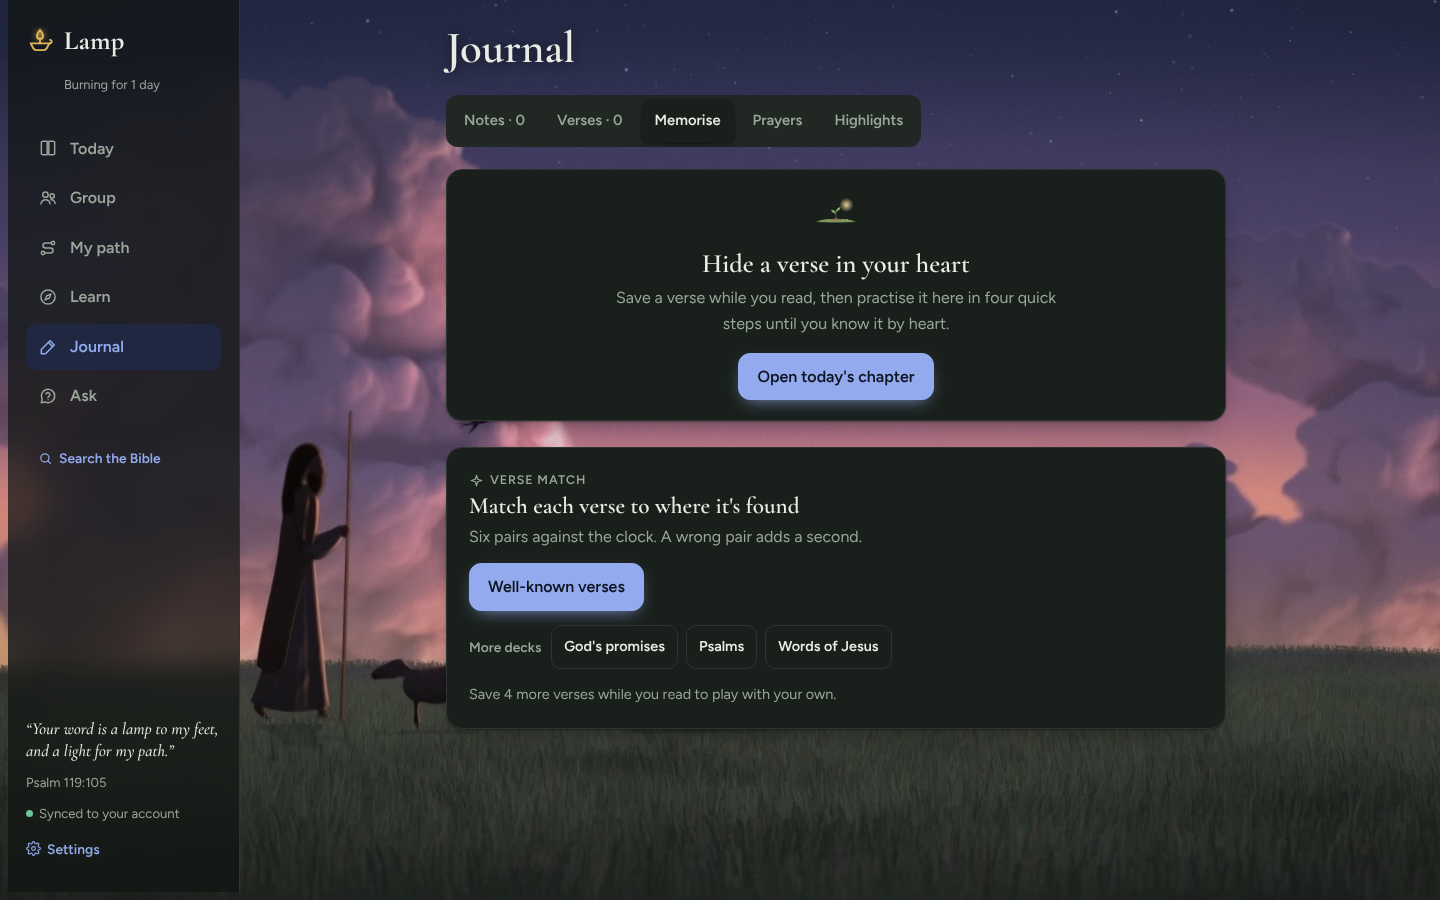 Lamp
Burning for 1 day
Today
Group
My path
Learn
Journal
Ask
Search the Bible
“Your word is a lamp to my feet,
and a light for my path.”
Psalm 119:105
Synced to your account
Settings
Journal
Notes · 0 Verses · 0 Memorise Prayers Highlights
Hide a verse in your heart
Save a verse while you read, then practise it here in four quick
steps until you know it by heart.
Open today's chapter
VERSE MATCH
Match each verse to where it's found
Six pairs against the clock. A wrong pair adds a second.
Well-known verses
More decks God's promises Psalms Words of Jesus
Save 4 more verses while you read to play with your own.